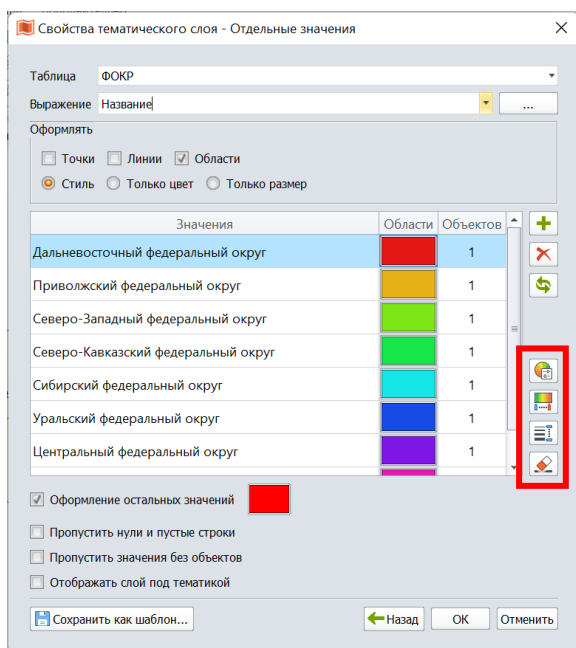 Свойства тематического слоя - Отдельные значения
Таблица ФОКР
Выражение Название ...
Оформлять
Точки Линии Области
Стиль Только цвет Только размер
Значения Области Объектов
Дальневосточный федеральный округ 1
Приволжский федеральный округ 1
Северо-Западный федеральный округ 1
Северо-Кавказский федеральный округ 1
Сибирский федеральный округ 1
Уральский федеральный округ 1
Центральный федеральный округ 1
Оформление остальных значений
Пропустить нули и пустые строки
Пропустить значения без объектов
Отображать слой под тематикой
Сохранить как шаблон... Назад ОК Отменить